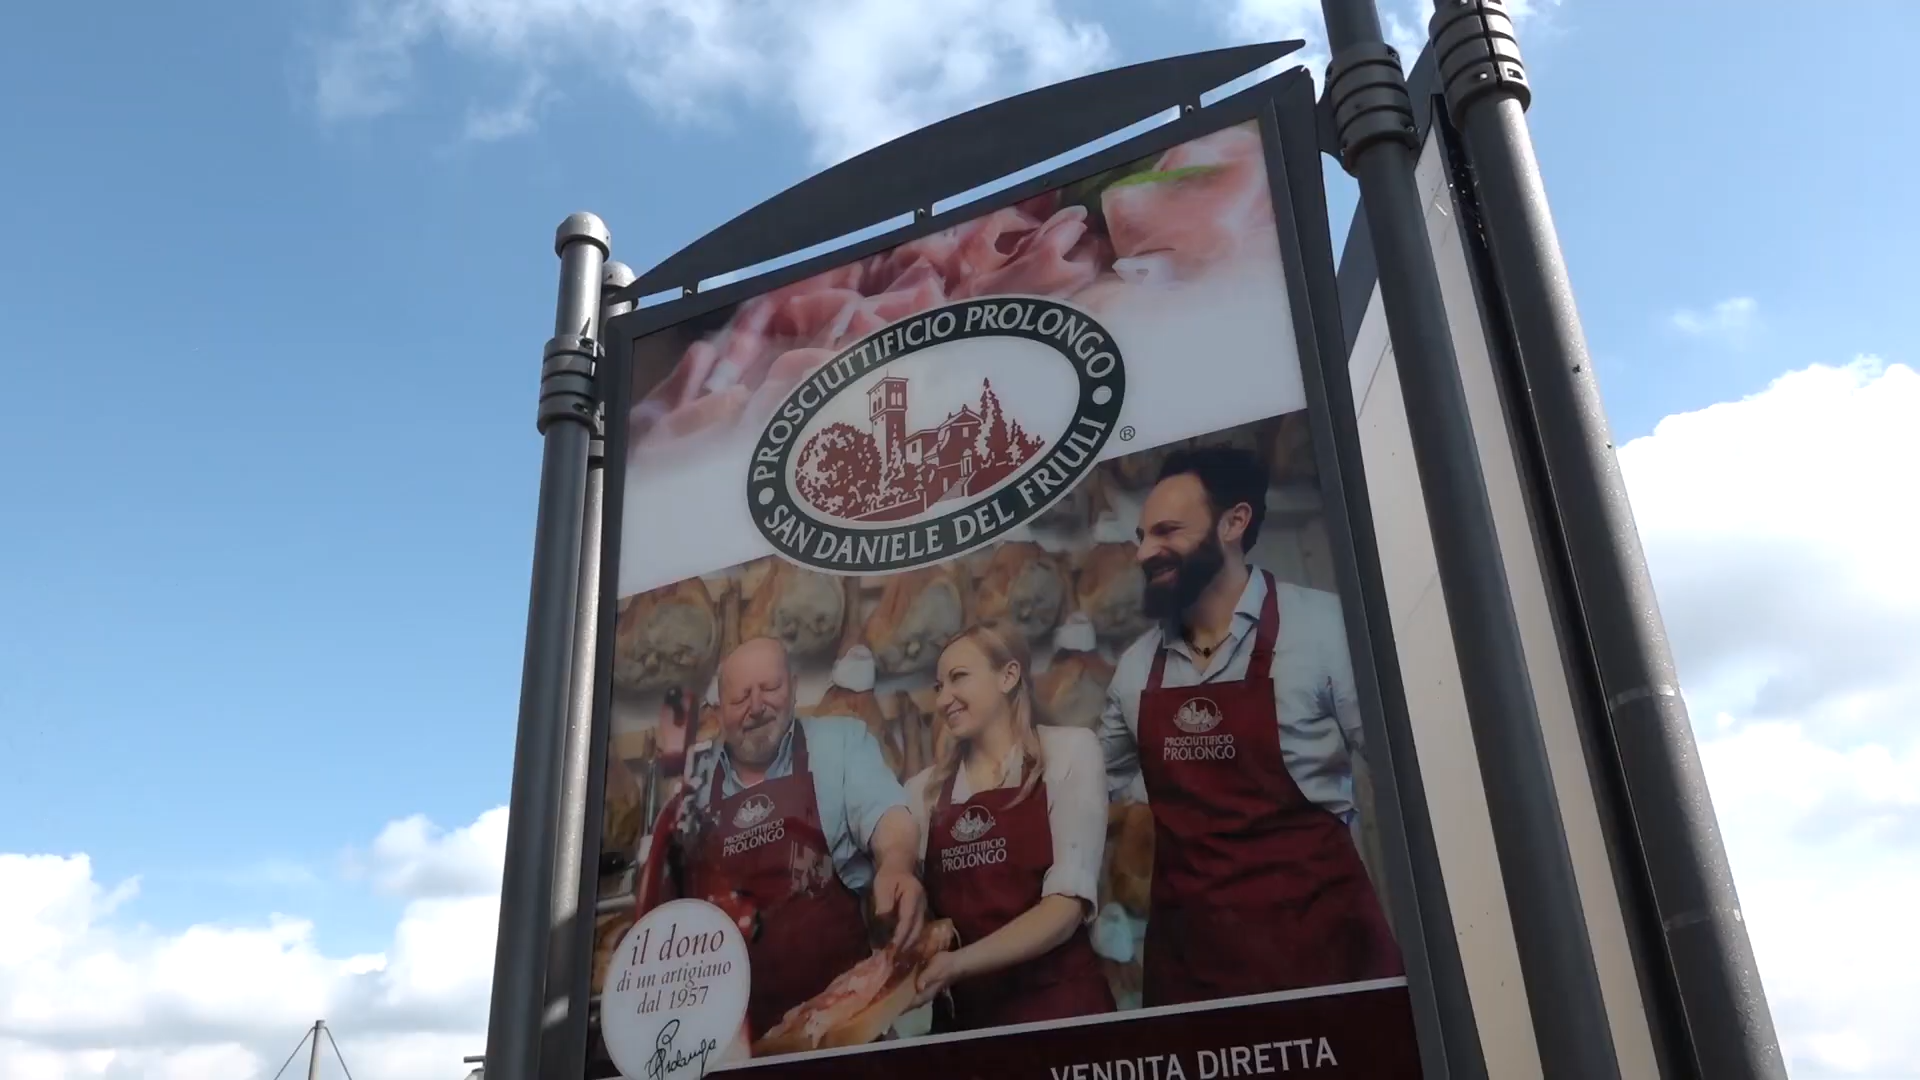 PROSCIUTTIFICIO PROLONGO
SAN DANIELE DEL FRIULI
®
PROSCIUTTIFICIO
PROLONGO
PROSCIUTTIFICIO
PROLONGO
PROSCIUTTIFICIO
PROLONGO
il dono
di un artigiano
dal 1957
Prolongo
VENDITA DIRETTA